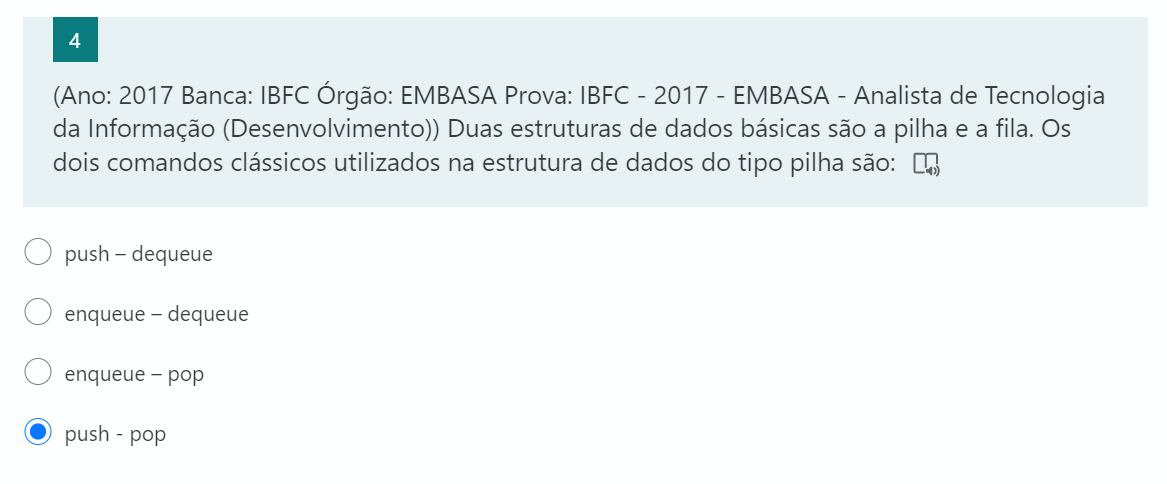 4
(Ano: 2017 Banca: IBFC Órgão: EMBASA Prova: IBFC - 2017 - EMBASA - Analista de Tecnologia
da Informação (Desenvolvimento)) Duas estruturas de dados básicas são a pilha e a fila. Os
dois comandos clássicos utilizados na estrutura de dados do tipo pilha são:
push – dequeue
enqueue – dequeue
enqueue – pop
push - pop